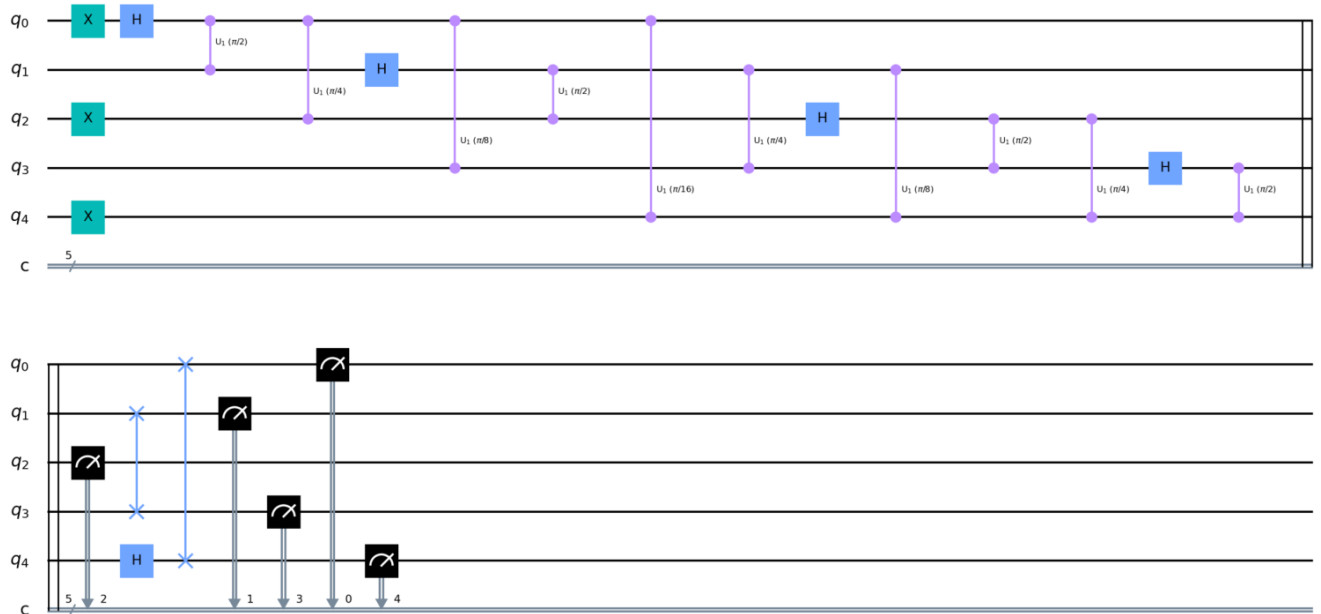 q0 X H
U1 (π/2)
q1 H
U1 (π/4) U1 (π/2)
q2 X H
U1 (π/8) U1 (π/4) U1 (π/2)
q3 H
U1 (π/16) U1 (π/8) U1 (π/4) U1 (π/2)
q4 X
5
c
q0
q1
q2
q3
q4 H
5 2 1 3 0 4
c